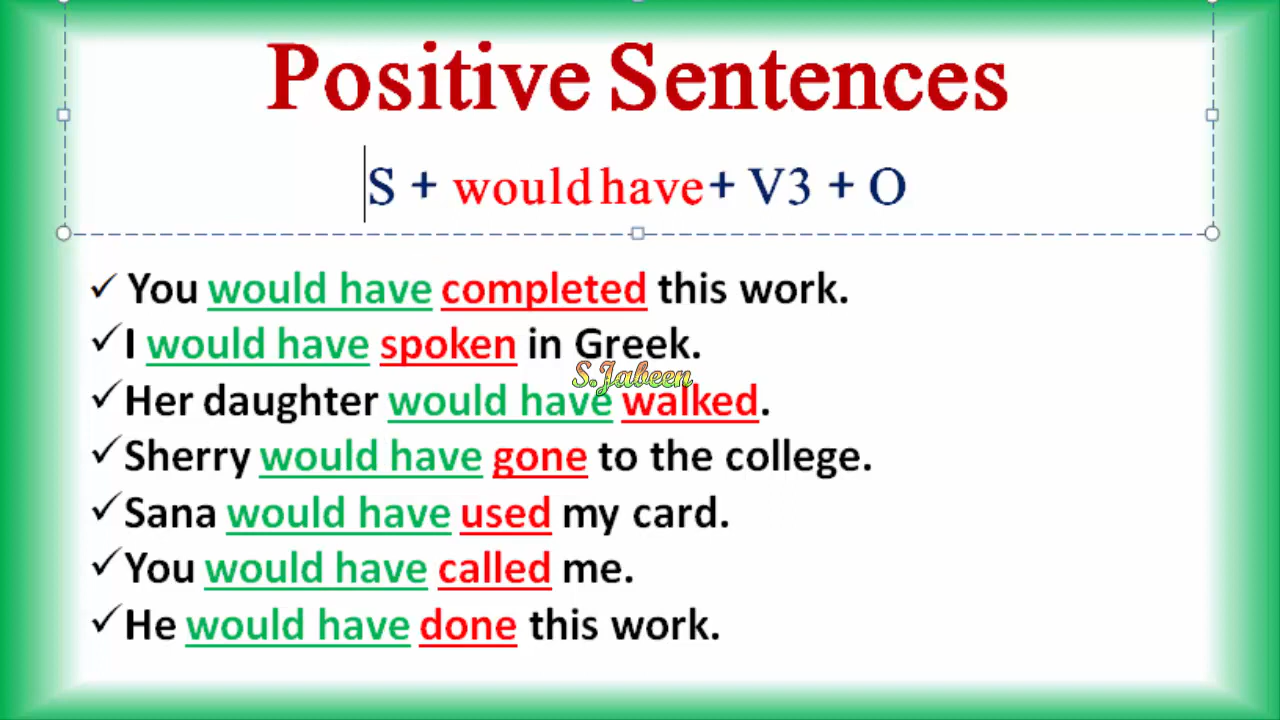 Positive Sentences
S + would have + V3 + O
✓ You would have completed this work.
✓ I would have spoken in Greek.
S.Jabeen
✓ Her daughter would have walked.
✓ Sherry would have gone to the college.
✓ Sana would have used my card.
✓ You would have called me.
✓ He would have done this work.